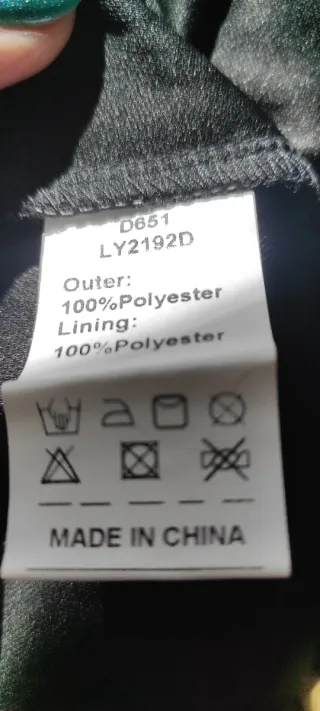 D651
LY2192D
Outer:
100%Polyester
Lining:
100%Polyester
MADE IN CHINA